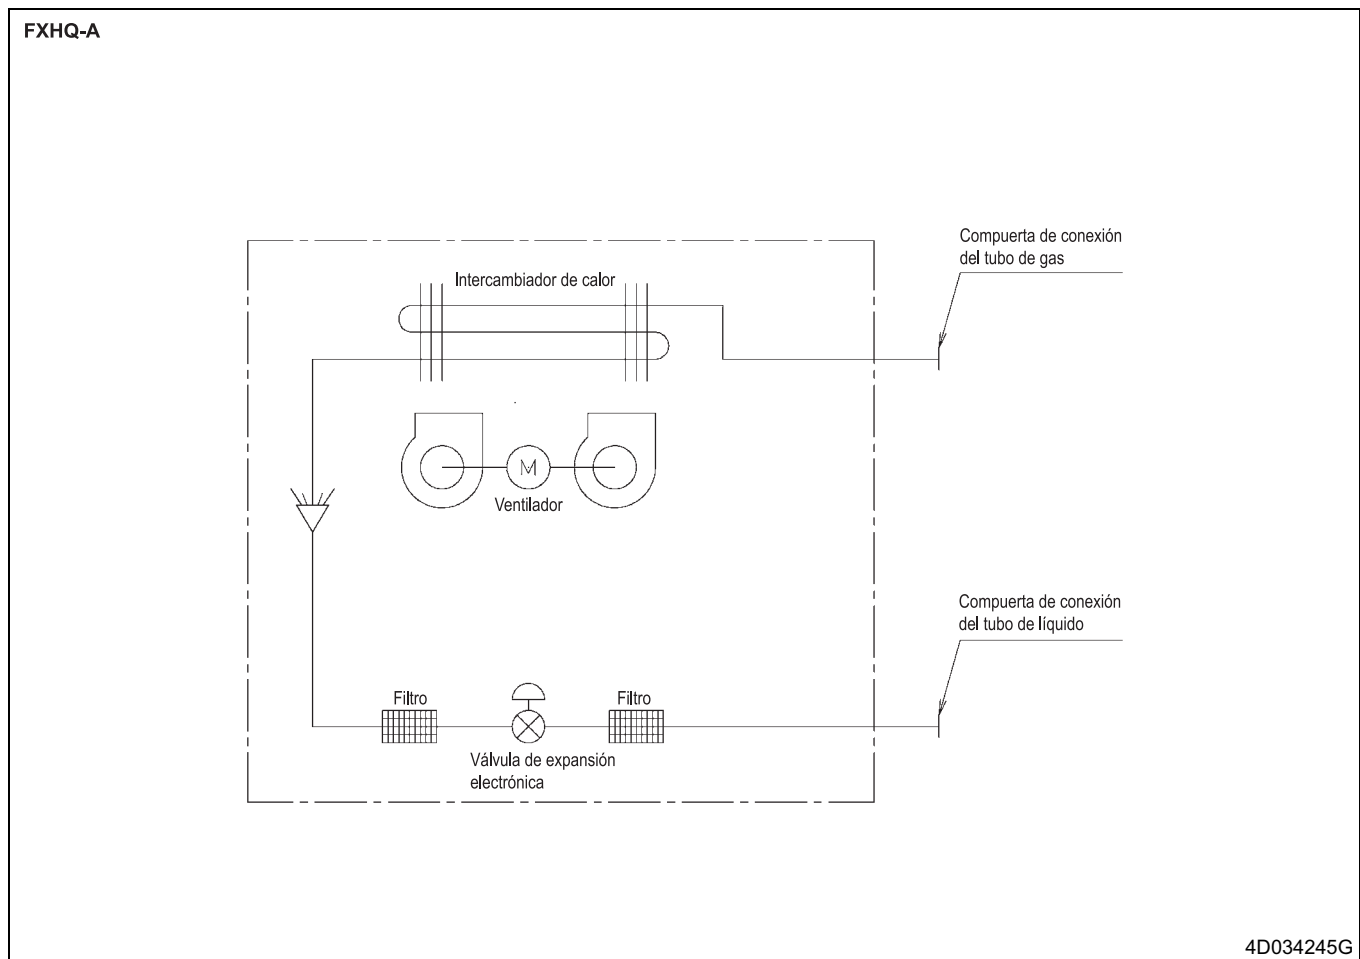 FXHQ-A
Compuerta de conexión
del tubo de gas
Intercambiador de calor
M
Ventilador
Compuerta de conexión
del tubo de líquido
Filtro
Filtro
Válvula de expansión
electrónica
4D034245G